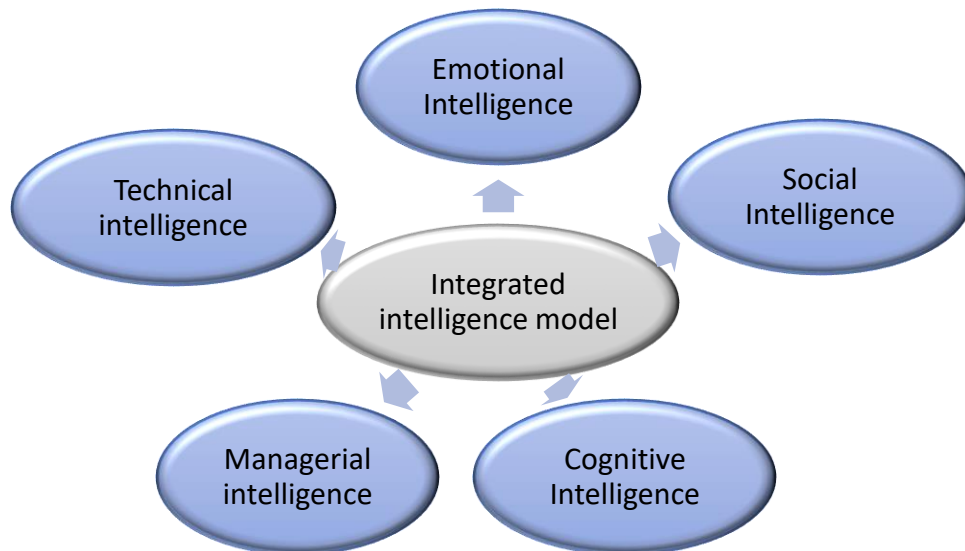 Emotional
Intelligence
Technical
intelligence
Social
Intelligence
Integrated
intelligence model
Managerial
intelligence
Cognitive
Intelligence